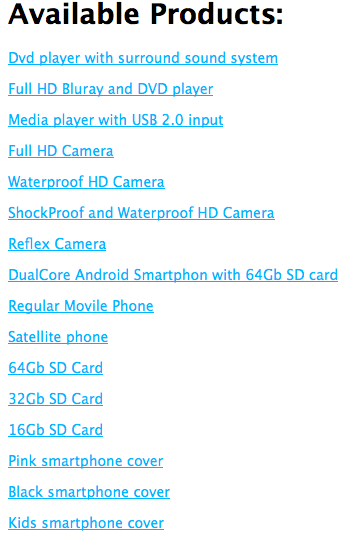 Available Products:
Dvd player with surround sound system
Full HD Bluray and DVD player
Media player with USB 2.0 input
Full HD Camera
Waterproof HD Camera
ShockProof and Waterproof HD Camera
Reflex Camera
DualCore Android Smartphon with 64Gb SD card
Regular Movile Phone
Satellite phone
64Gb SD Card
32Gb SD Card
16Gb SD Card
Pink smartphone cover
Black smartphone cover
Kids smartphone cover